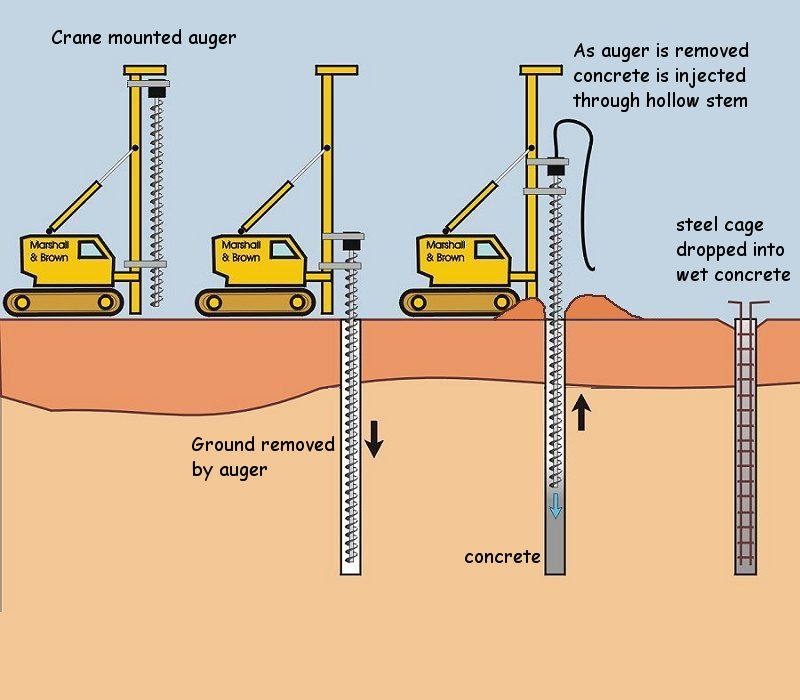 Crane mounted auger
As auger is removed
concrete is injected
through hollow stem
steel cage
dropped into
wet concrete
Marshall
& Brown
Marshall
& Brown
Marshall
& Brown
Ground removed
by auger
concrete